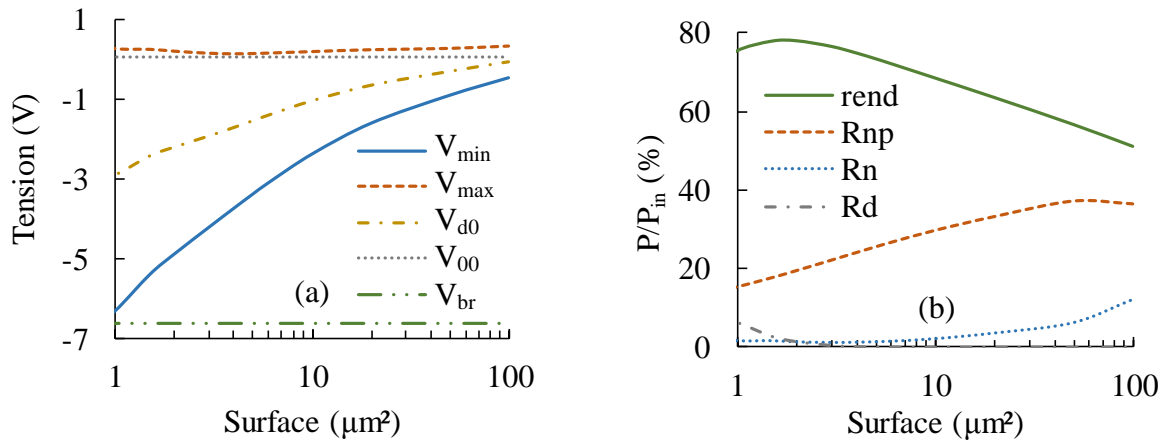 1
-1
-3
-5
-7
Tension (V)
V_min
V_max
V_d0
V_00
V_br
(a)
1
10
100
Surface (μm²)
80
60
40
20
0
P/P_in (%)
rend
Rnp
Rn
Rd
(b)
1
10
100
Surface (μm²)